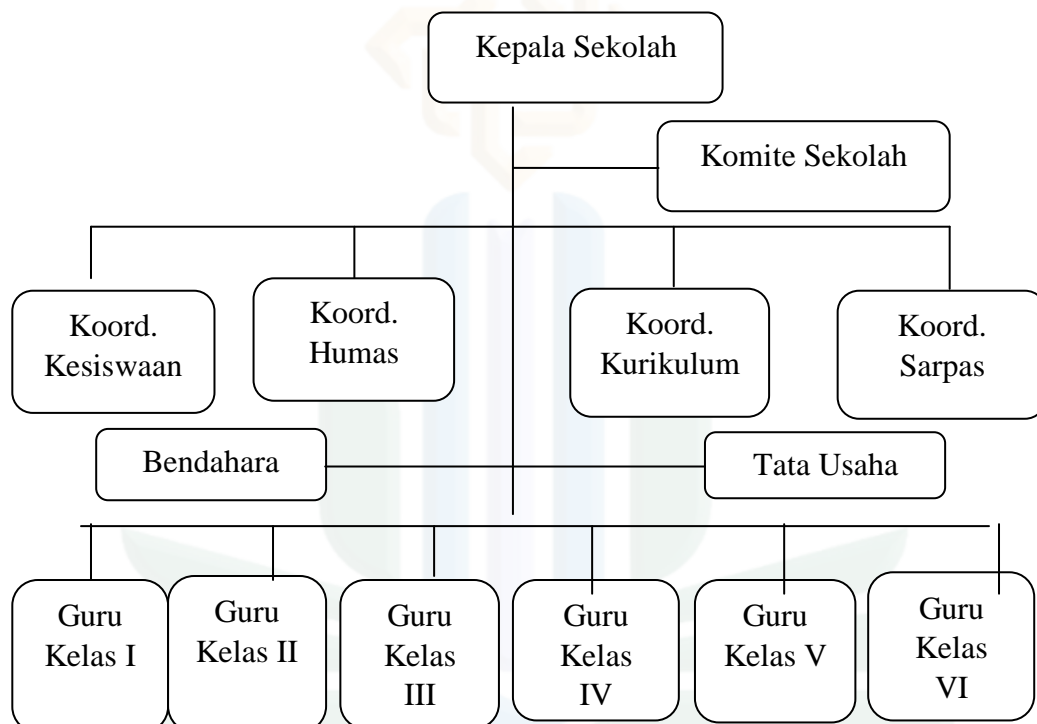 Kepala Sekolah
Komite Sekolah
Koord.
Kesiswaan
Koord.
Humas
Koord.
Kurikulum
Koord.
Sarpas
Bendahara
Tata Usaha
Guru
Kelas I
Guru
Kelas II
Guru
Kelas
III
Guru
Kelas
IV
Guru
Kelas V
Guru
Kelas
VI